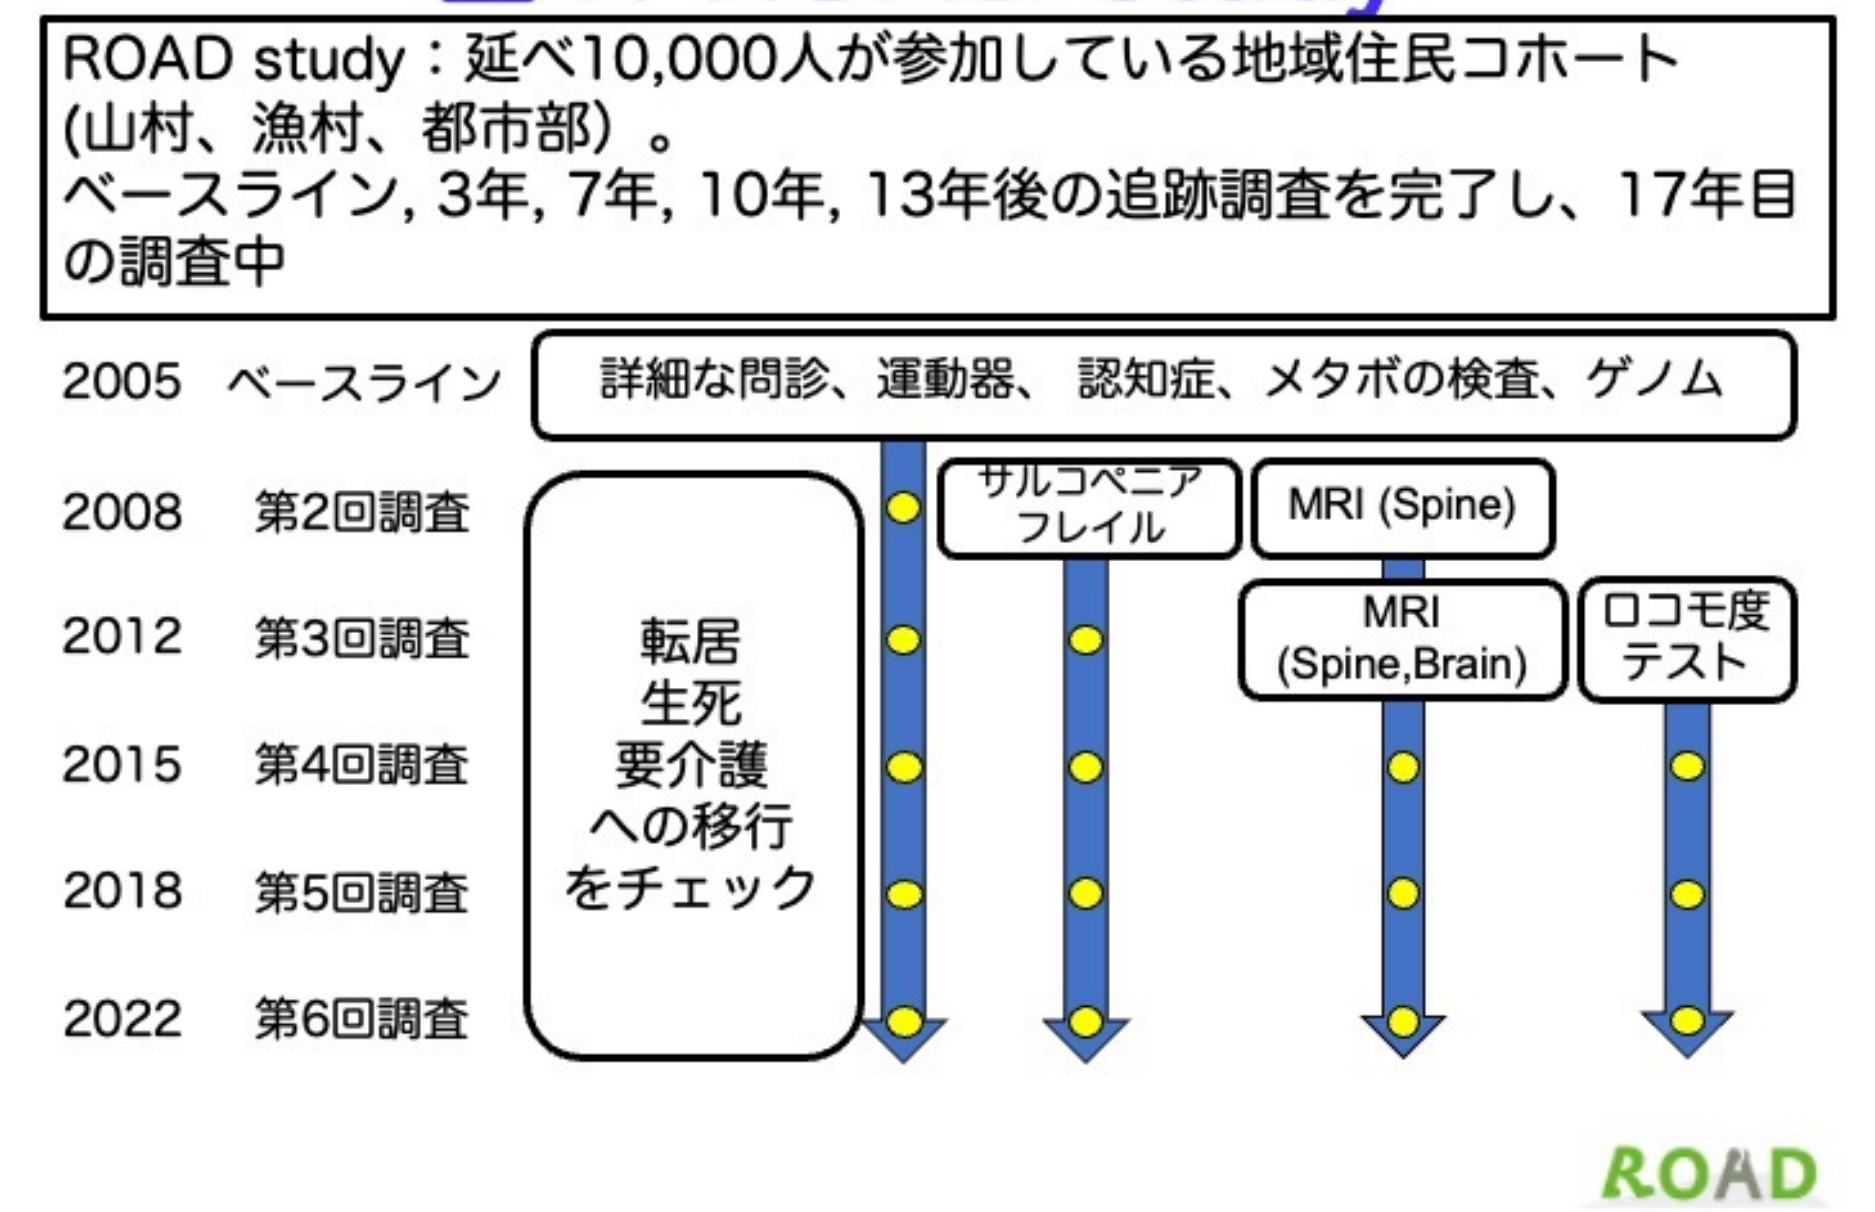 ROAD study：延べ10,000人が参加している地域住民コホート
(山村、漁村、都市部）。
ベースライン, 3年, 7年, 10年, 13年後の追跡調査を完了し、17年目
の調査中
2005 ベースライン 詳細な問診、運動器、 認知症、メタボの検査、ゲノム
2008 第2回調査
サルコペニア
フレイル
MRI (Spine)
2012 第3回調査
MRI
(Spine,Brain)
ロコモ度
テスト
2015 第4回調査
2018 第5回調査
2022 第6回調査
転居
生死
要介護
への移行
をチェック
ROAD